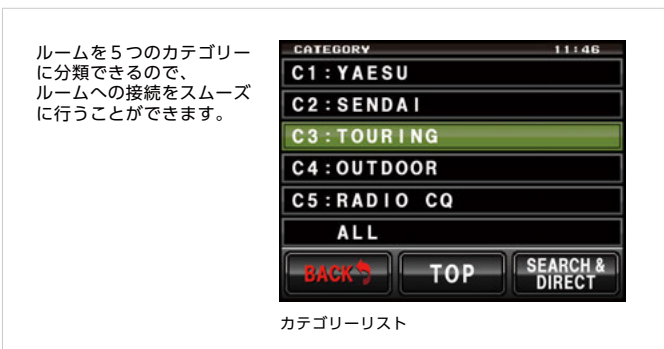 ルームを５つのカテゴリー
に分類できるので、
ルームへの接続をスムーズ
に行うことができます。
CATEGORY 11:46
C1:YAESU
C2:SENDAI
C3:TOURING
C4:OUTDOOR
C5:RADIO CQ
ALL
BACK TOP SEARCH &
DIRECT
カテゴリーリスト